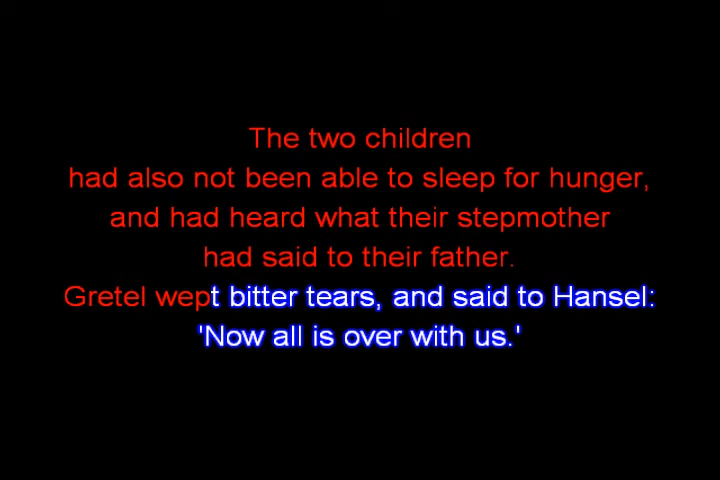 The two children
had also not been able to sleep for hunger,
and had heard what their stepmother
had said to their father.
Gretel wept bitter tears, and said to Hansel:
'Now all is over with us.'